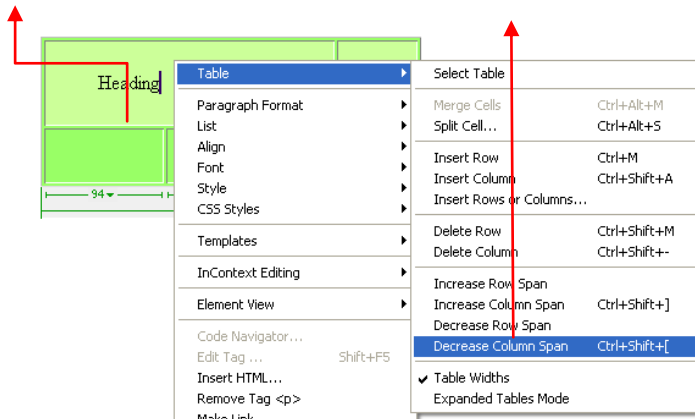 Heading
94
Table
Paragraph Format
List
Align
Font
Style
CSS Styles
Templates
InContext Editing
Element View
Code Navigator...
Edit Tag ... Shift+F5
Insert HTML...
Remove Tag <p>
Make Link
Select Table
Merge Cells Ctrl+Alt+M
Split Cell... Ctrl+Alt+S
Insert Row Ctrl+M
Insert Column Ctrl+Shift+A
Insert Rows or Columns...
Delete Row Ctrl+Shift+M
Delete Column Ctrl+Shift+-
Increase Row Span
Increase Column Span Ctrl+Shift+]
Decrease Row Span
Decrease Column Span Ctrl+Shift+[
Table Widths
Expanded Tables Mode